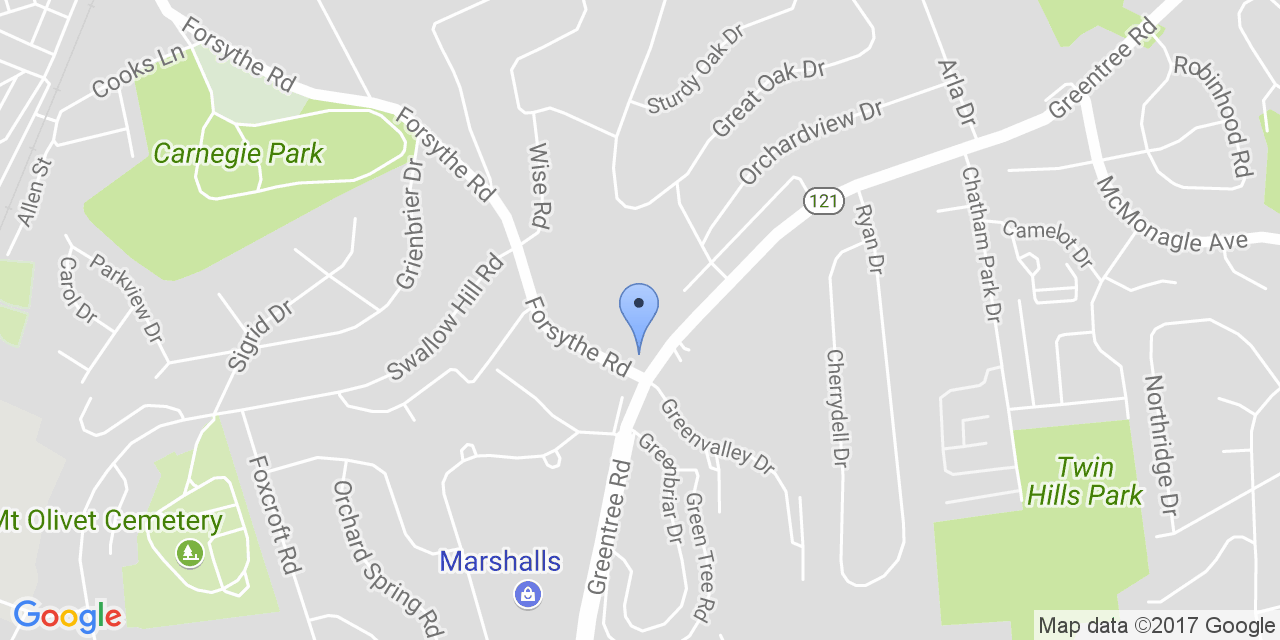 Forsythe Rd
Cooks Ln
Sturdy Oak Dr
Great Oak Dr
Arla Dr
Greentree Rd
Robinhood Rd
Carnegie Park
Forsythe Rd
Orchardview Dr
Allen St
Grienbrier Dr
Wise Rd
121
Ryan Dr
Chatham Park Dr
McMonagle Ave
Camelot Dr
Carol Dr
Parkview Dr
Sigrid Dr
Swallow Hill Rd
Forsythe Rd
Cherrydell Dr
Northridge Dr
Greenvalley Dr
Twin
Hills Park
Foxcroft Rd
Orchard Spring Rd
Greentree Rd
Greenbriar Dr
Green Tree Rd
Mt Olivet Cemetery
Marshalls
Google
Map data ©2017 Google